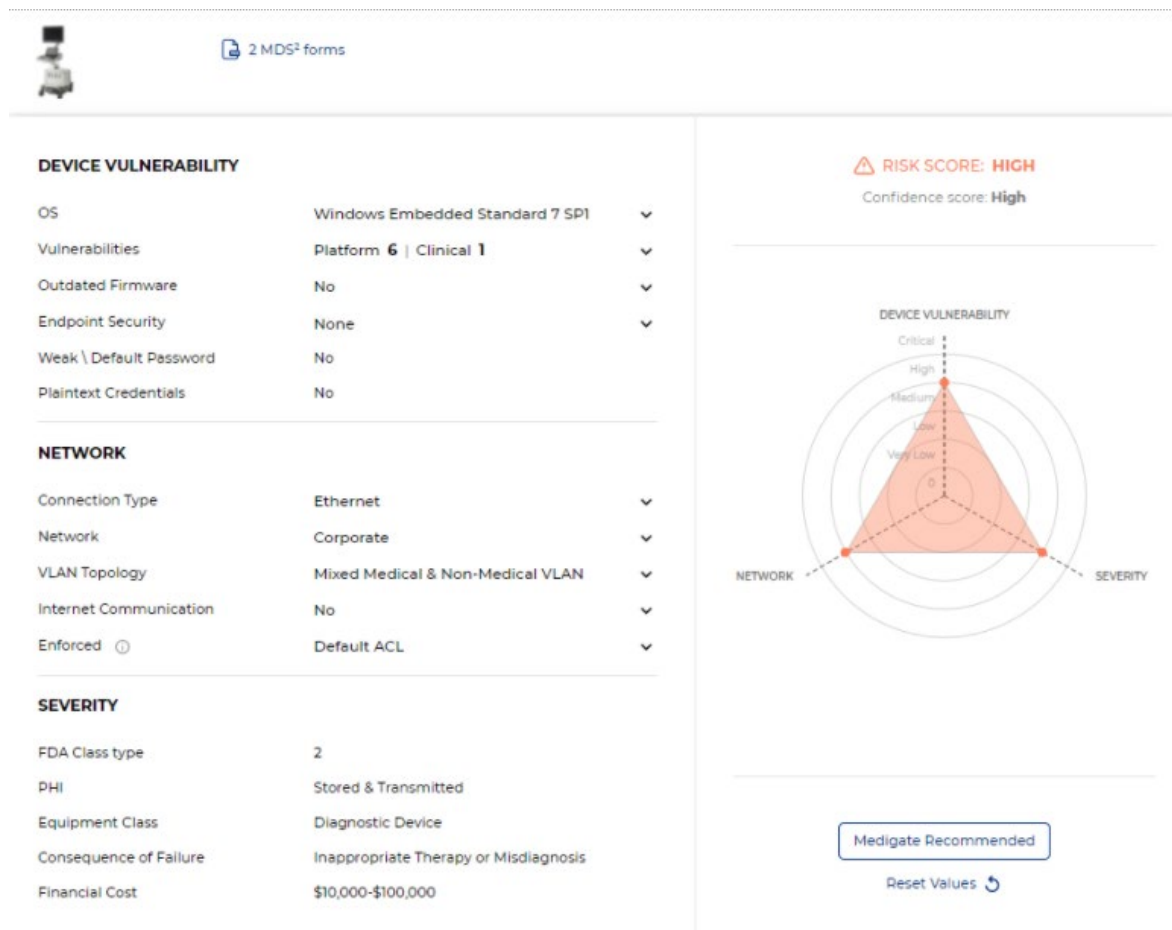 2 MDS² forms
DEVICE VULNERABILITY
OS Windows Embedded Standard 7 SP1
Vulnerabilities Platform 6 | Clinical 1
Outdated Firmware No
Endpoint Security None
Weak \ Default Password No
Plaintext Credentials No
NETWORK
Connection Type Ethernet
Network Corporate
VLAN Topology Mixed Medical & Non-Medical VLAN
Internet Communication No
Enforced Default ACL
SEVERITY
FDA Class type 2
PHI Stored & Transmitted
Equipment Class Diagnostic Device
Consequence of Failure Inappropriate Therapy or Misdiagnosis
Financial Cost $10,000-$100,000
RISK SCORE: HIGH
Confidence score: High
DEVICE VULNERABILITY
Critical
High
Medium
Low
Very Low
0
NETWORK
SEVERITY
Medigate Recommended
Reset Values